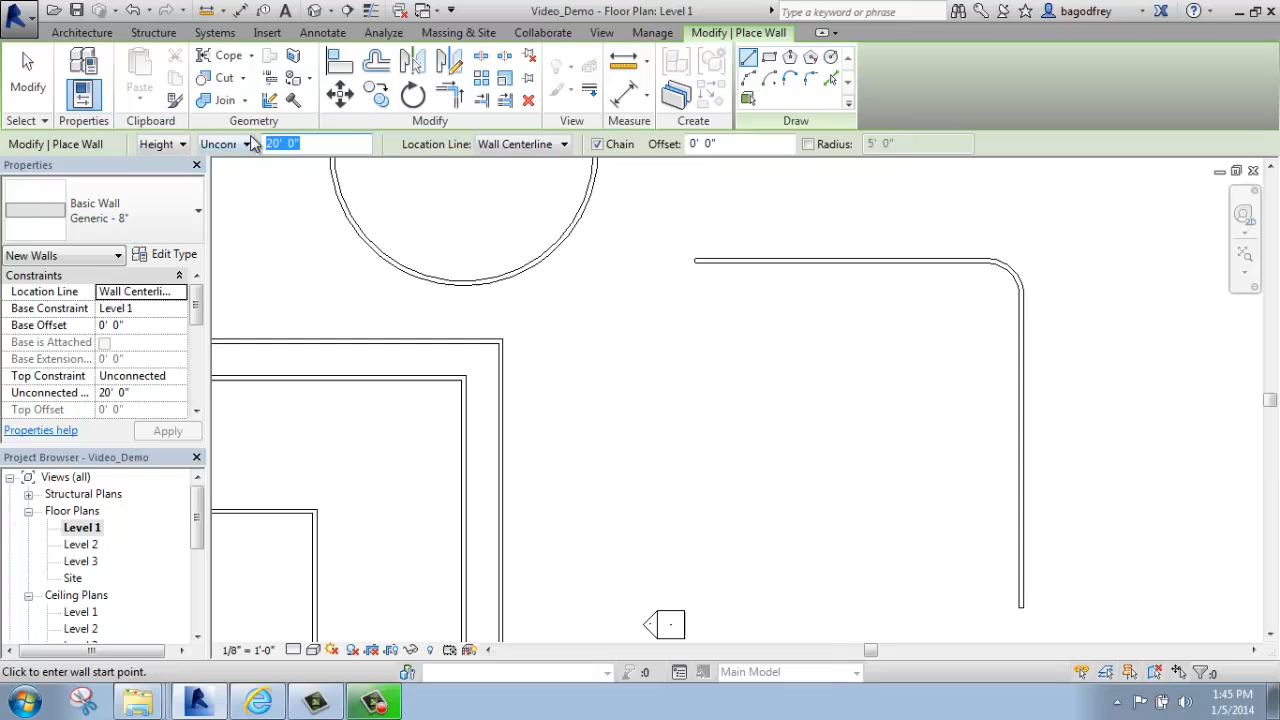 Video_Demo - Floor Plan: Level 1
Type a keyword or phrase
bagodfrey
Architecture Structure Systems Insert Annotate Analyze Massing & Site Collaborate View Manage Modify | Place Wall
Modify
Paste
Cope
Cut
Join
Select Properties Clipboard Geometry Modify View Measure Create Draw
Modify | Place Wall Height Unconr 20' 0" Location Line: Wall Centerline Chain Offset: 0' 0" Radius: 5' 0"
Properties
Basic Wall
Generic - 8"
New Walls Edit Type
Constraints
Location Line Wall Centerli...
Base Constraint Level 1
Base Offset 0' 0"
Base is Attached
Base Extension... 0' 0"
Top Constraint Unconnected
Unconnected ... 20' 0"
Top Offset 0' 0"
Properties help Apply
Project Browser - Video_Demo
Views (all)
Structural Plans
Floor Plans
Level 1
Level 2
Level 3
Site
Ceiling Plans
Level 1
Level 2
1/8" = 1'-0"
Click to enter wall start point.
:0
Main Model
:0
1:45 PM
1/5/2014